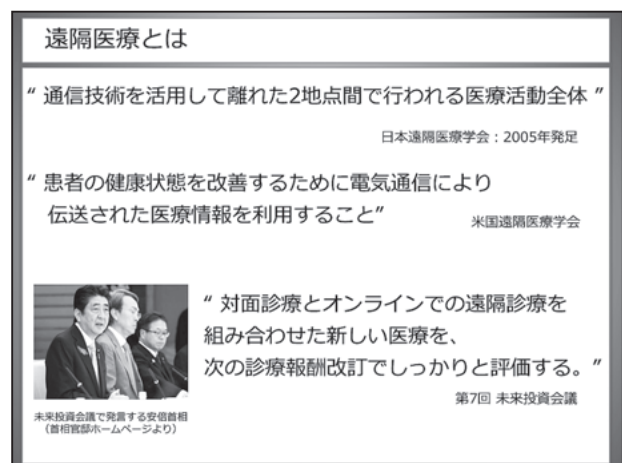 遠隔医療とは
“ 通信技術を活用して離れた2地点間で行われる医療活動全体 ”
日本遠隔医療学会：2005年発足
“ 患者の健康状態を改善するために電気通信により
伝送された医療情報を利用すること”
米国遠隔医療学会
“ 対面診療とオンラインでの遠隔診療を
組み合わせた新しい医療を、
次の診療報酬改訂でしっかりと評価する。”
第7回 未来投資会議
未来投資会議で発言する安倍首相
（首相官邸ホームページより）